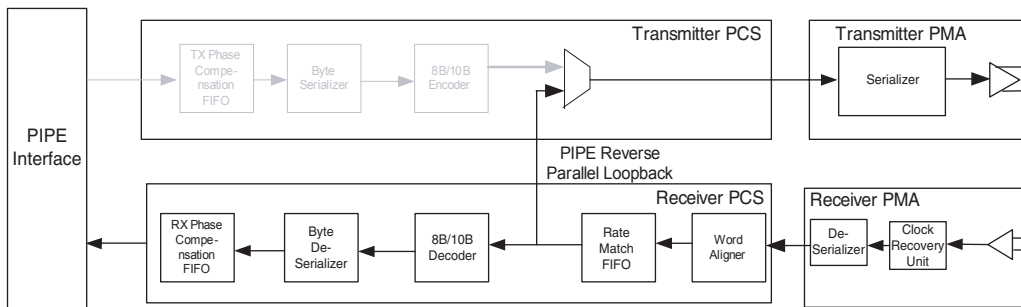 PIPE
Interface
Transmitter PCS
TX Phase
Compe-
nsation
FIFO
Byte
Serializer
8B/10B
Encoder
Transmitter PMA
Serializer
PIPE Reverse
Parallel Loopback
Receiver PCS
RX Phase
Compe-
nsation
FIFO
Byte
De-
Serializer
8B/10B
Decoder
Rate
Match
FIFO
Word
Aligner
Receiver PMA
De-
Serializer
Clock
Recovery
Unit